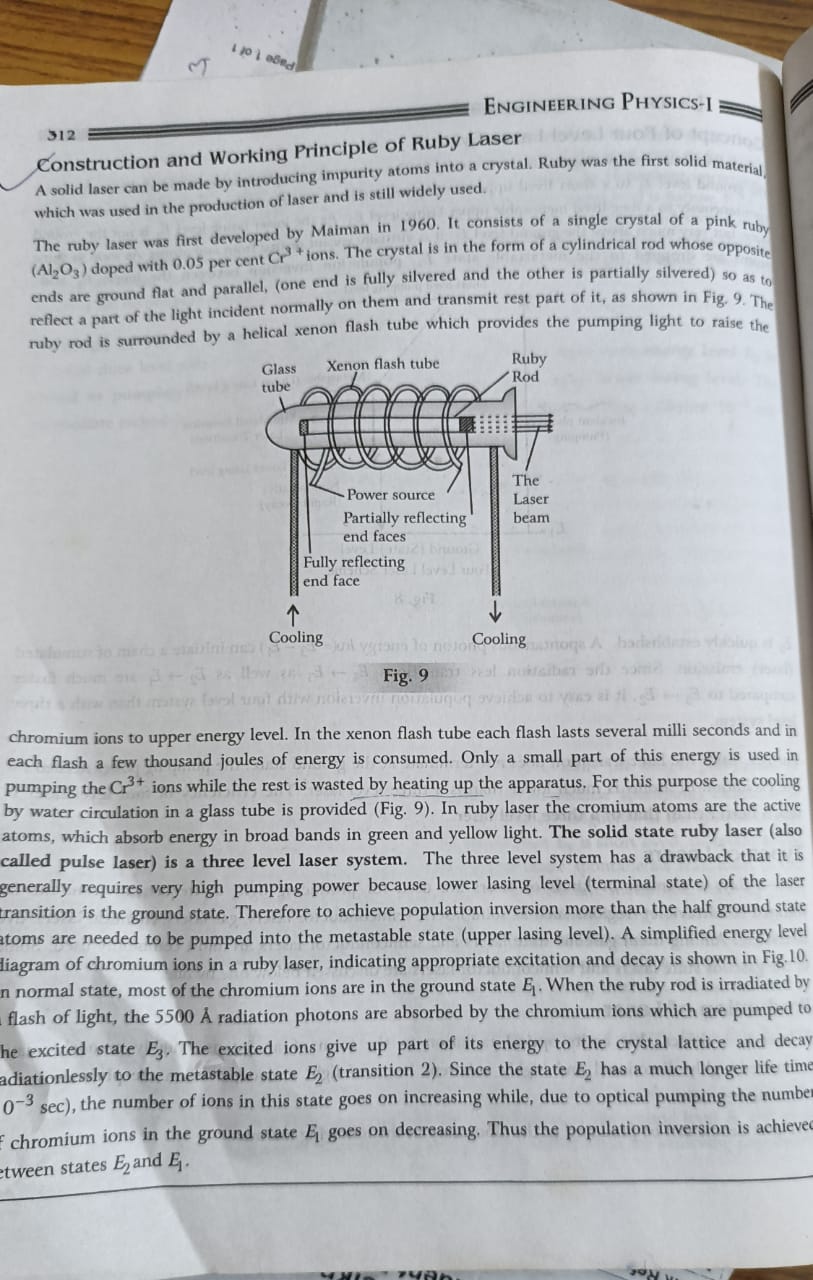 Page 1 of 1
ENGINEERING PHYSICS-I
312
Construction and Working Principle of Ruby Laser
A solid laser can be made by introducing impurity atoms into a crystal. Ruby was the first solid material,
which was used in the production of laser and is still widely used.
The ruby laser was first developed by Maiman in 1960. It consists of a single crystal of a pink ruby
(Al₂O₃) doped with 0.05 per cent Cr³⁺ ions. The crystal is in the form of a cylindrical rod whose opposite
ends are ground flat and parallel, (one end is fully silvered and the other is partially silvered) so as to
reflect a part of the light incident normally on them and transmit rest part of it, as shown in Fig. 9. The
ruby rod is surrounded by a helical xenon flash tube which provides the pumping light to raise the
Glass
tube
Xenon flash tube
Ruby
Rod
Power source
The
Laser
beam
Partially reflecting
end faces
Fully reflecting
end face
Cooling
Cooling
Fig. 9
chromium ions to upper energy level. In the xenon flash tube each flash lasts several milli seconds and in
each flash a few thousand joules of energy is consumed. Only a small part of this energy is used in
pumping the Cr³⁺ ions while the rest is wasted by heating up the apparatus. For this purpose the cooling
by water circulation in a glass tube is provided (Fig. 9). In ruby laser the cromium atoms are the active
atoms, which absorb energy in broad bands in green and yellow light. The solid state ruby laser (also
called pulse laser) is a three level laser system. The three level system has a drawback that it is
generally requires very high pumping power because lower lasing level (terminal state) of the laser
transition is the ground state. Therefore to achieve population inversion more than the half ground state
atoms are needed to be pumped into the metastable state (upper lasing level). A simplified energy level
diagram of chromium ions in a ruby laser, indicating appropriate excitation and decay is shown in Fig.10.
n normal state, most of the chromium ions are in the ground state E₁. When the ruby rod is irradiated by
flash of light, the 5500 Å radiation photons are absorbed by the chromium ions which are pumped to
he excited state E₃. The excited ions give up part of its energy to the crystal lattice and decay
adiationlessly to the metastable state E₂ (transition 2). Since the state E₂ has a much longer life time
0⁻³ sec), the number of ions in this state goes on increasing while, due to optical pumping the number
f chromium ions in the ground state E₁ goes on decreasing. Thus the population inversion is achieved
etween states E₂ and E₁.